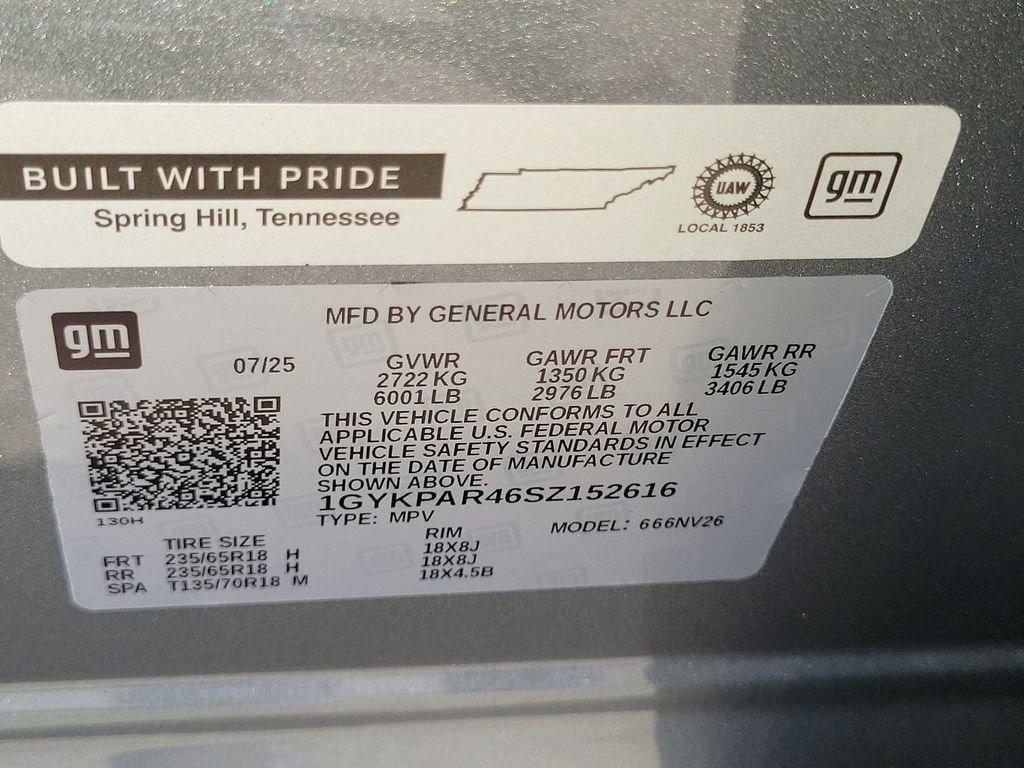 BUILT WITH PRIDE
Spring Hill, Tennessee
UAW
LOCAL 1853
gm
gm
MFD BY GENERAL MOTORS LLC
07/25
GVWR GAWR FRT GAWR RR
2722 KG 1350 KG 1545 KG
6001 LB 2976 LB 3406 LB
THIS VEHICLE CONFORMS TO ALL
APPLICABLE U.S. FEDERAL MOTOR
VEHICLE SAFETY STANDARDS IN EFFECT
ON THE DATE OF MANUFACTURE
SHOWN ABOVE.
1GYKPAR46SZ152616
130H
TYPE: MPV MODEL: 666NV26
TIRE SIZE RIM
FRT 235/65R18 H 18X8J
RR 235/65R18 H 18X8J
SPA T135/70R18 M 18X4.5B